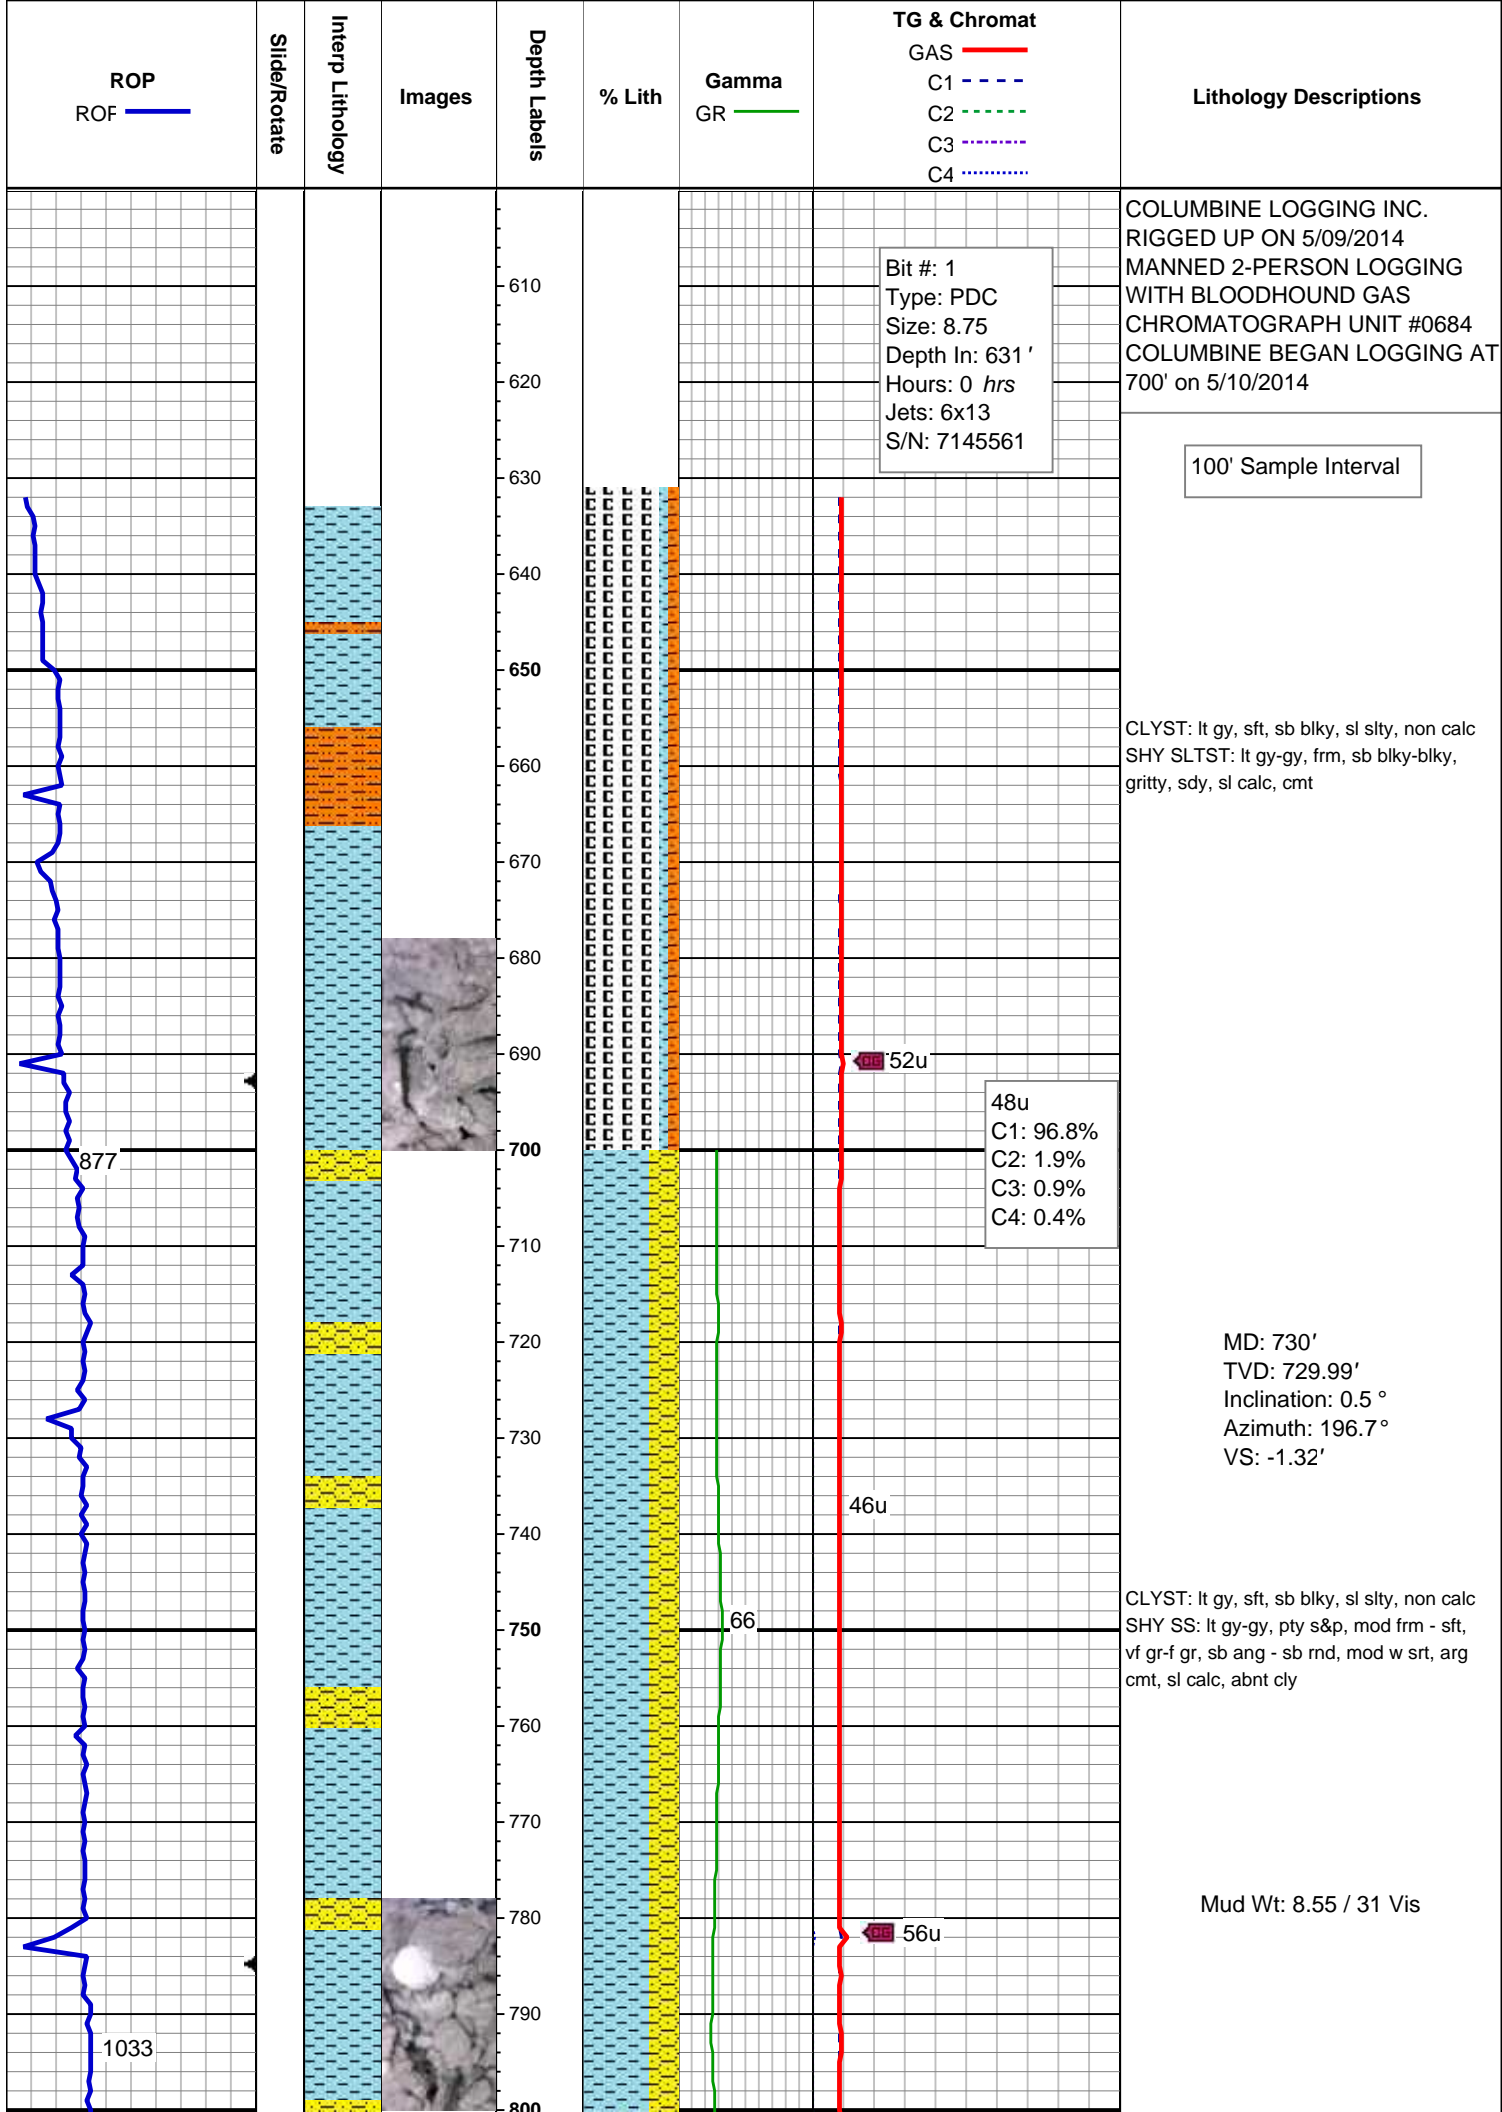 ROP
ROF
Slide/Rotate
Interp Lithology
Images
Depth Labels
% Lith
Gamma
GR
TG & Chromat
GAS
C1
C2
C3
C4
Lithology Descriptions
COLUMBINE LOGGING INC.
RIGGED UP ON 5/09/2014
MANNED 2-PERSON LOGGING
WITH BLOODHOUND GAS
CHROMATOGRAPH UNIT #0684
COLUMBINE BEGAN LOGGING AT
700' on 5/10/2014
Bit #: 1
Type: PDC
Size: 8.75
Depth In: 631'
Hours: 0 hrs
Jets: 6x13
S/N: 7145561
100' Sample Interval
610
620
630
640
650
660
670
680
690
700
710
720
730
740
750
760
770
780
790
800
CLYST: lt gy, sft, sb blky, sl slty, non calc
SHY SLTST: lt gy-gy, frm, sb blky-blky,
gritty, sdy, sl calc, cmt
CG 52u
48u
C1: 96.8%
C2: 1.9%
C3: 0.9%
C4: 0.4%
877
MD: 730'
TVD: 729.99'
Inclination: 0.5 °
Azimuth: 196.7°
VS: -1.32'
46u
66
CLYST: lt gy, sft, sb blky, sl slty, non calc
SHY SS: lt gy-gy, pty s&p, mod frm - sft,
vf gr-f gr, sb ang - sb rnd, mod w srt, arg
cmt, sl calc, abnt cly
Mud Wt: 8.55 / 31 Vis
CG 56u
1033